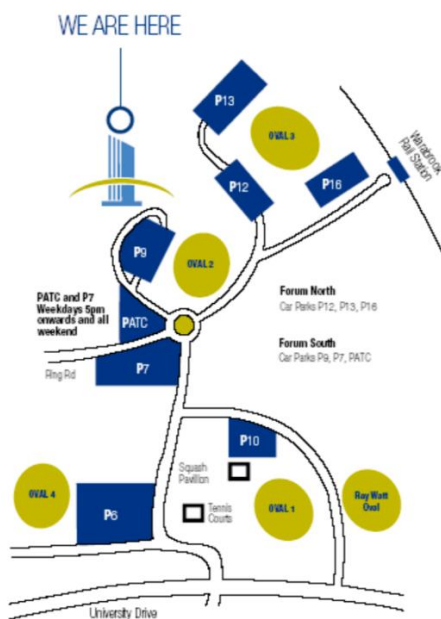 WE ARE HERE
P13
OVAL 3
Warabrook
Rail Station
P12
P16
P9
OVAL 2
PATC and P7
Weekdays 5pm
onwards and all
weekend
PATC
Forum North
Car Parks P12, P13, P16
Forum South
Car Parks P9, P7, PATC
Ring Rd
P7
P10
Squash
Pavilion
OVAL 4
P6
Tennis
Courts
OVAL 1
Ray Watt
Oval
University Drive